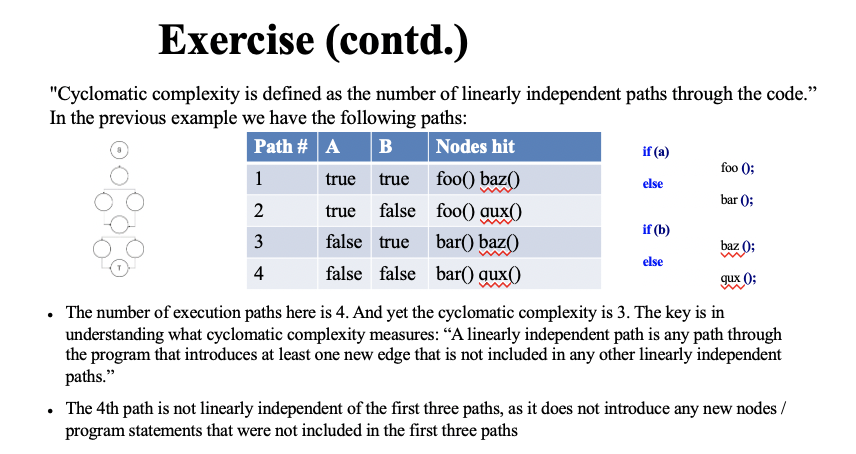 Exercise (contd.)
"Cyclomatic complexity is defined as the number of linearly independent paths through the code.”
In the previous example we have the following paths:
Path # A B Nodes hit
1 true true foo() baz()
2 true false foo() qux()
3 false true bar() baz()
4 false false bar() qux()
if (a)
foo ();
else
bar ();
if (b)
baz ();
else
qux ();
T
• The number of execution paths here is 4. And yet the cyclomatic complexity is 3. The key is in
understanding what cyclomatic complexity measures: “A linearly independent path is any path through
the program that introduces at least one new edge that is not included in any other linearly independent
paths.”
• The 4th path is not linearly independent of the first three paths, as it does not introduce any new nodes /
program statements that were not included in the first three paths